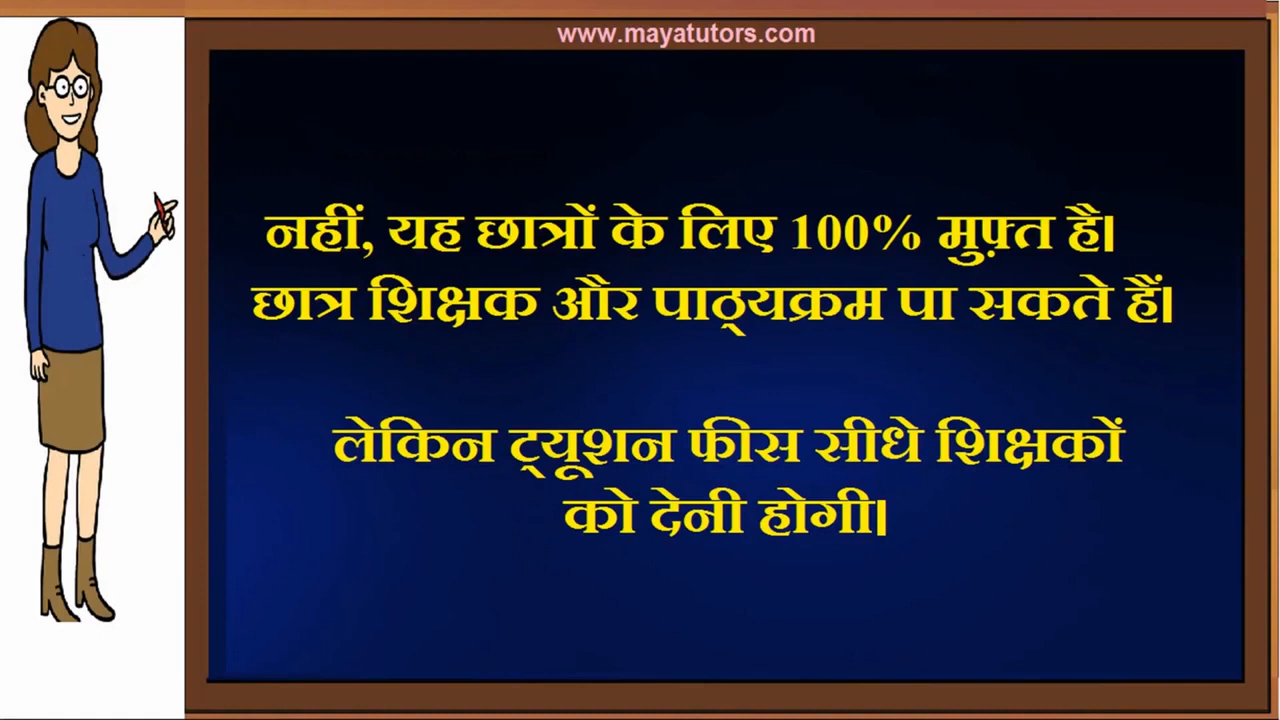 www.mayatutors.com
नहीं, यह छात्रों के लिए 100% मुफ़्त है।
छात्र शिक्षक और पाठ्यक्रम पा सकते हैं।
लेकिन ट्यूशन फीस सीधे शिक्षकों
को देनी होगी।